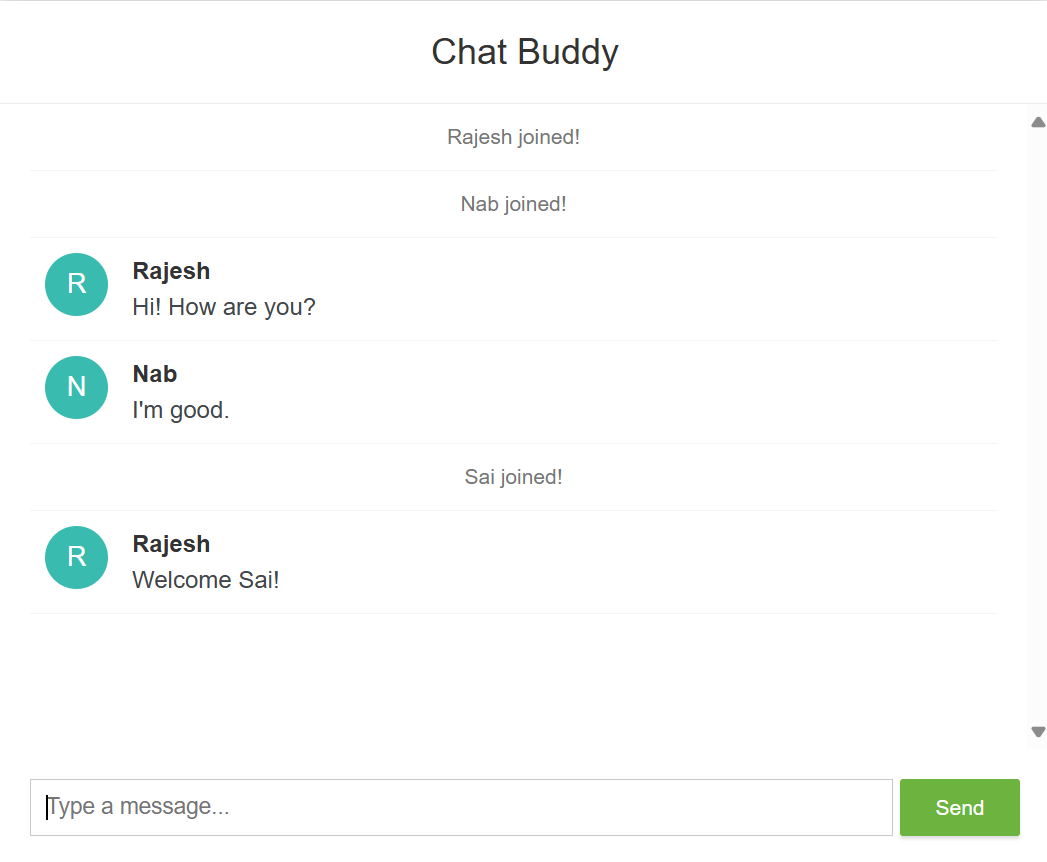 Chat Buddy
Rajesh joined!
Nab joined!
R
Rajesh
Hi! How are you?
N
Nab
I'm good.
Sai joined!
R
Rajesh
Welcome Sai!
Type a message...
Send